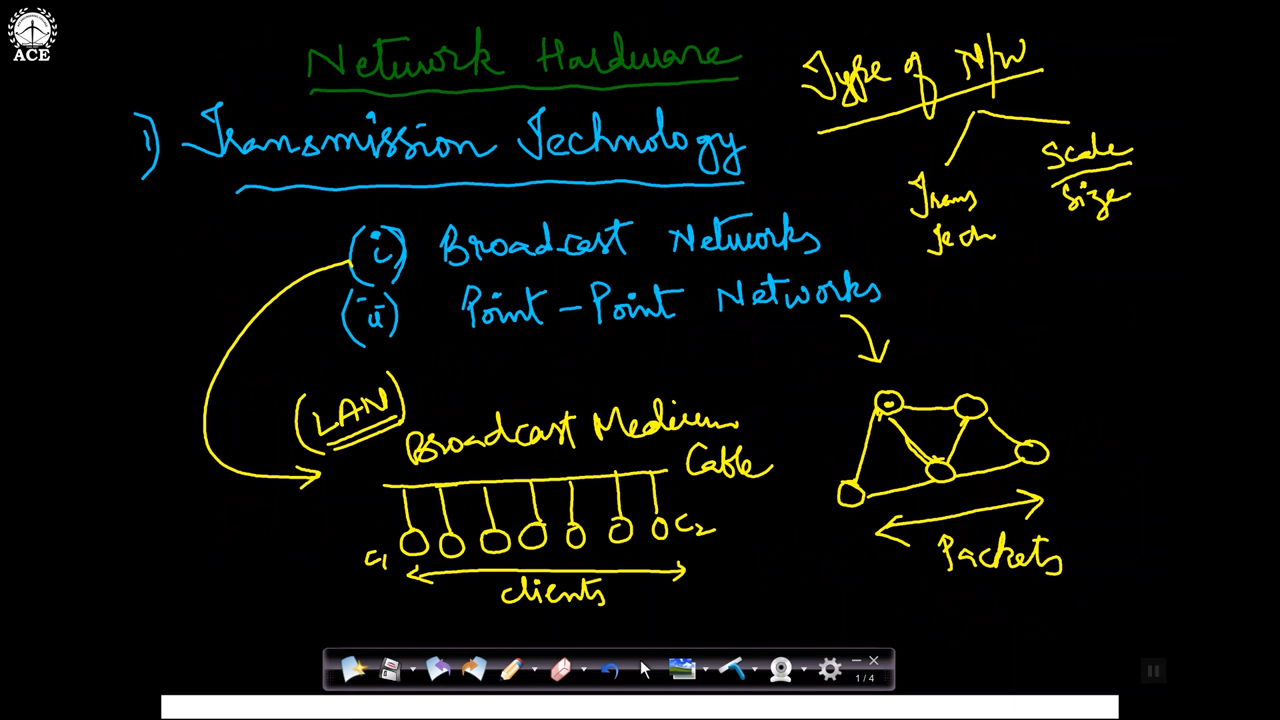 ACE
Network Hardware
Type of N/W
Trans
Tech
Scale
Size
1) Transmission Technology
(i) Broadcast Networks
(ii) Point-Point Networks
(LAN)
Broadcast Medium
Cable
C1
C2
clients
Packets
1/4